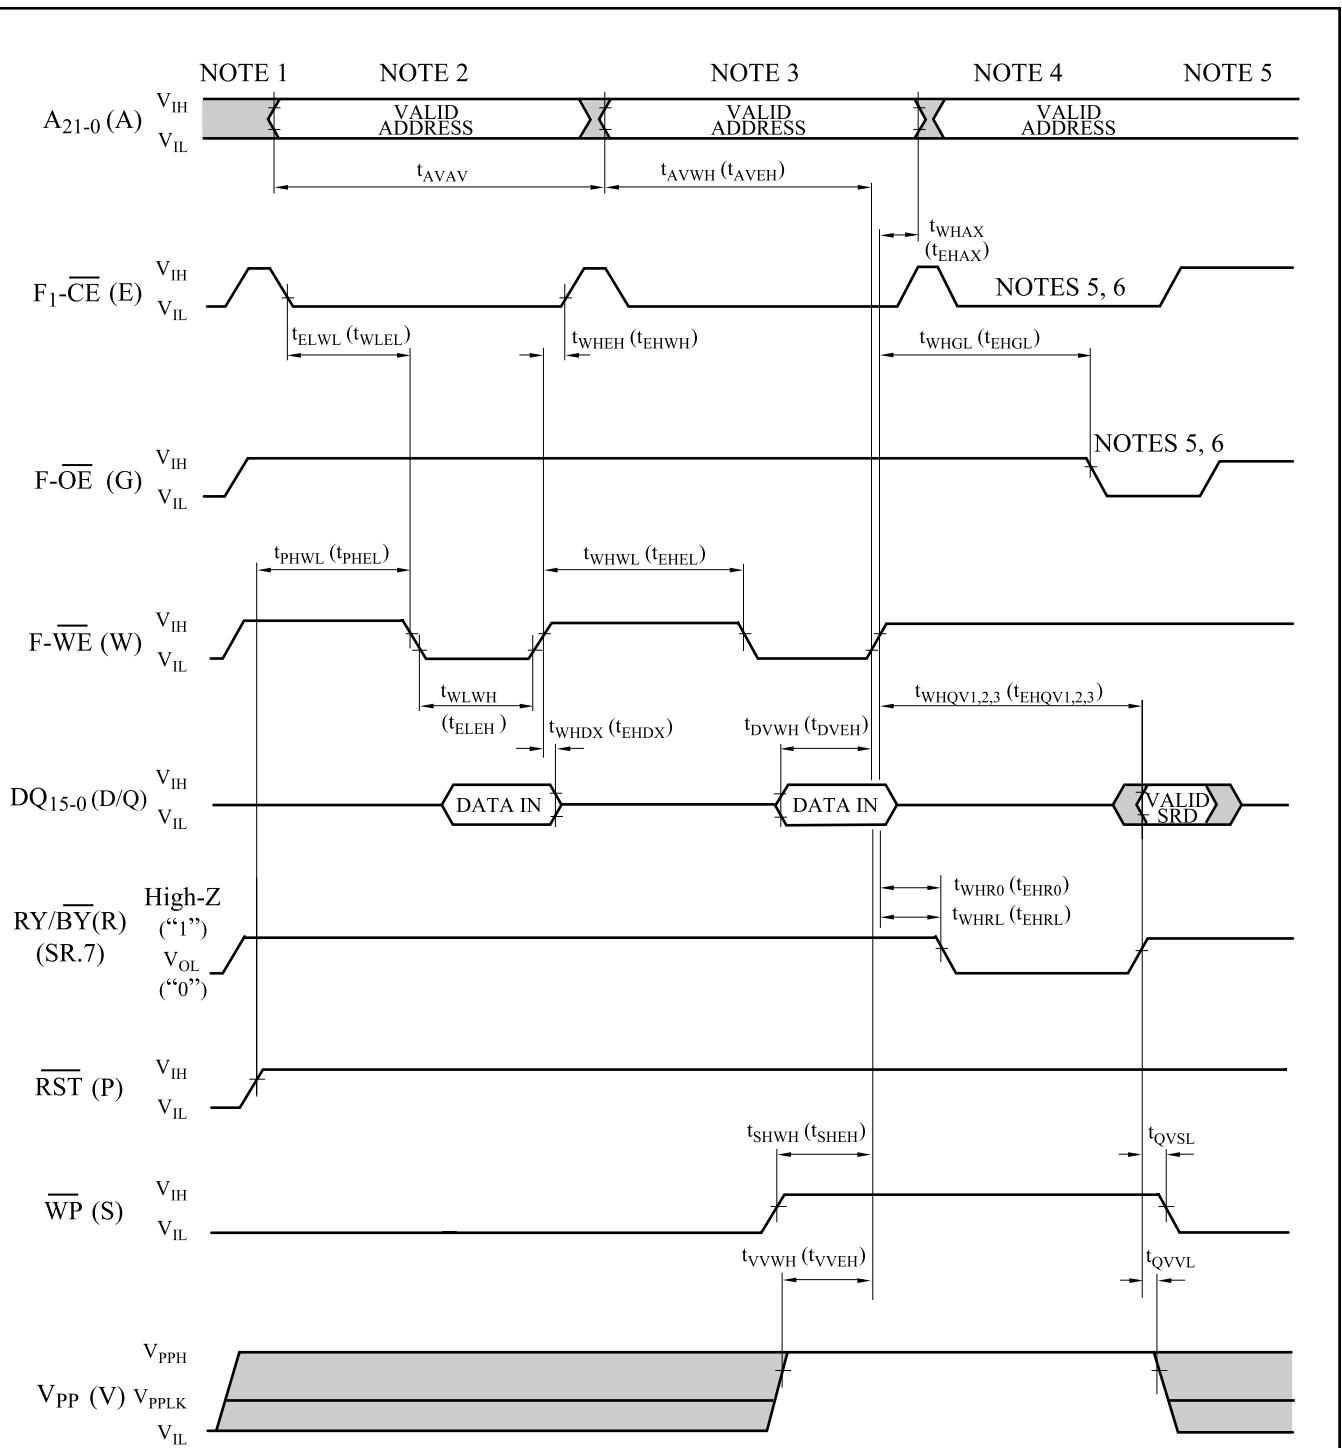 NOTE 1 NOTE 2 NOTE 3 NOTE 4 NOTE 5
A21-0 (A) VIH VIL
VALID ADDRESS
VALID ADDRESS
VALID ADDRESS
tAVAV tAVWH (tAVEH)
tWHAX
(tEHAX)
F1-CE (E) VIH VIL
NOTES 5, 6
tELWL (tWLEL) tWHEH (tEHWH) tWHGL (tEHGL)
F-OE (G) VIH VIL
NOTES 5, 6
tPHWL (tPHEL) tWHWL (tEHEL)
F-WE (W) VIH VIL
tWLWH
(tELEH )
tWHDX (tEHDX) tDVWH (tDVEH) tWHQV1,2,3 (tEHQV1,2,3)
DQ15-0 (D/Q) VIH VIL
DATA IN DATA IN VALID SRD
tWHR0 (tEHR0)
tWHRL (tEHRL)
RY/BY(R)
(SR.7)
High-Z
(“1”)
VOL
(“0”)
RST (P) VIH VIL
tSHWH (tSHEH) tQVSL
WP (S) VIH VIL
tVVWH (tVVEH) tQVVL
VPP (V) VPPH VPPLK VIL